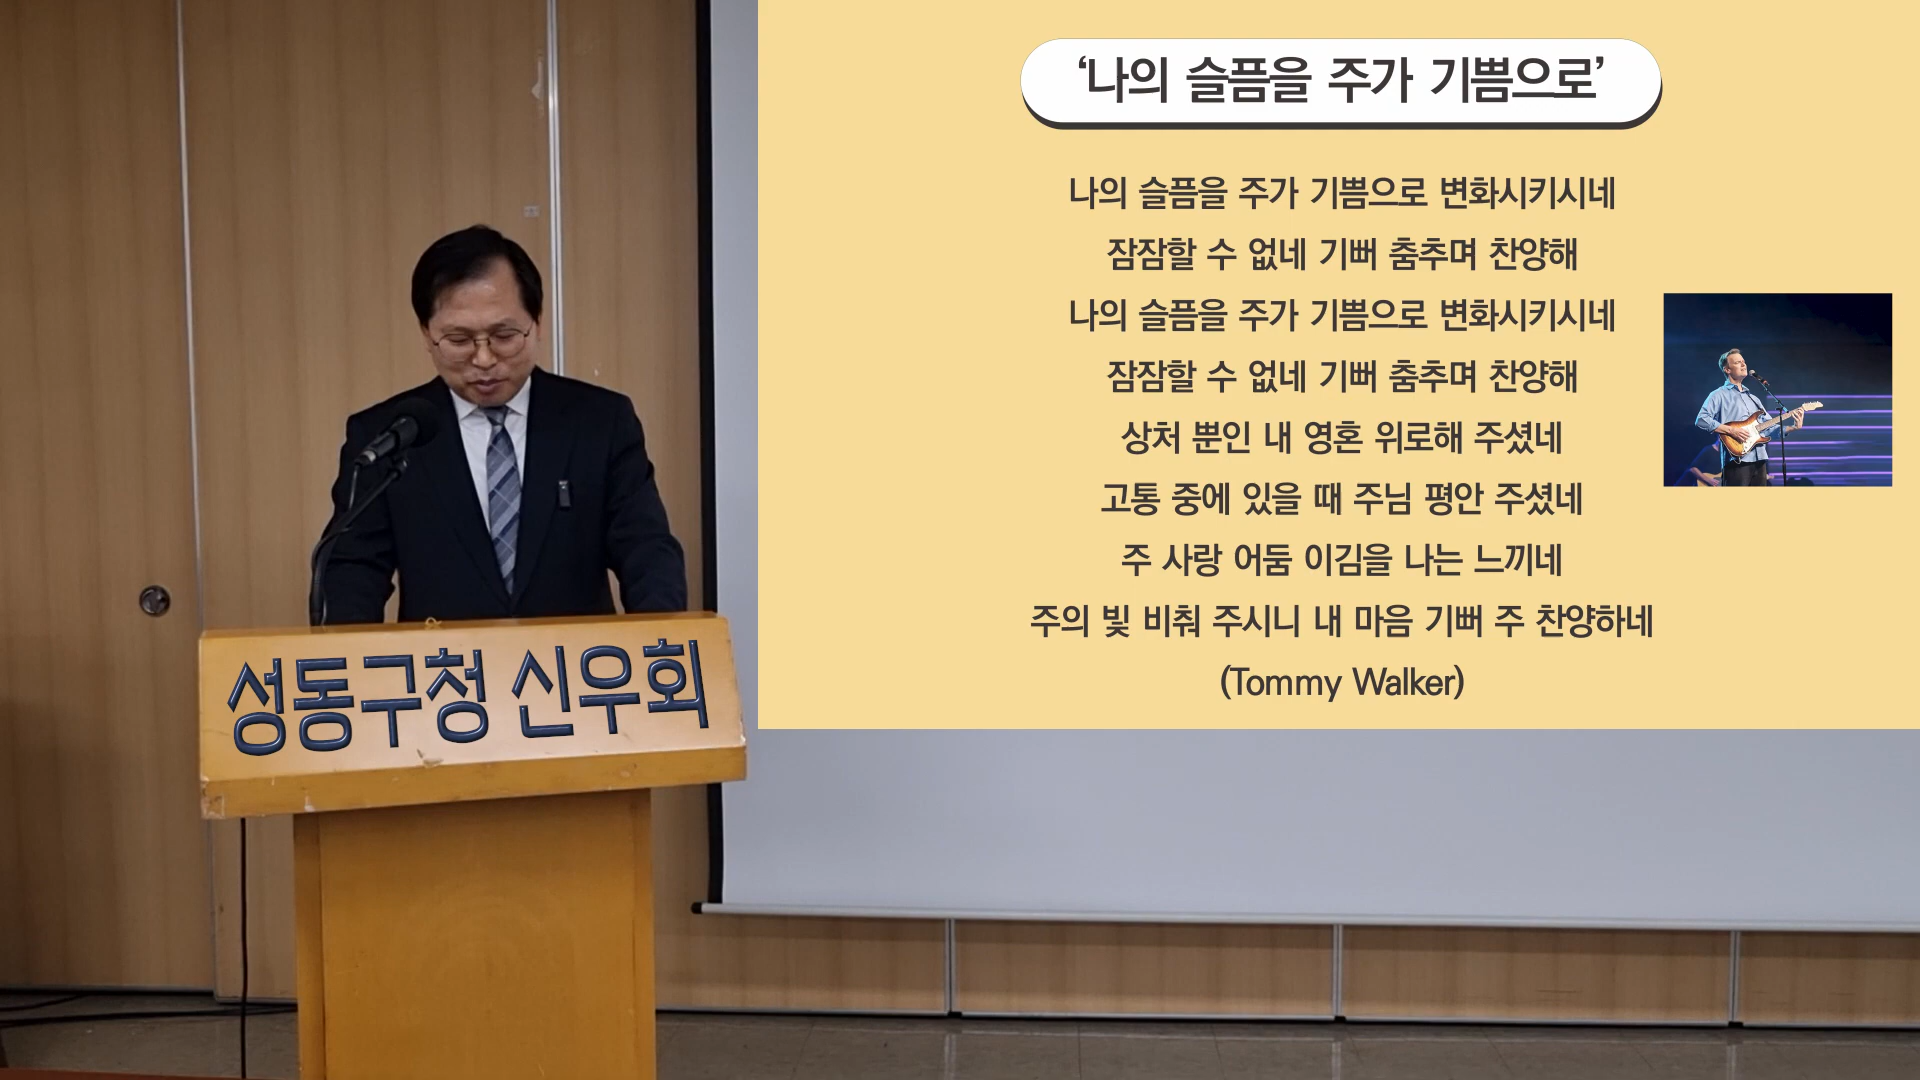 ‘나의 슬픔을 주가 기쁨으로’
나의 슬픔을 주가 기쁨으로 변화시키시네
잠잠할 수 없네 기뻐 춤추며 찬양해
나의 슬픔을 주가 기쁨으로 변화시키시네
잠잠할 수 없네 기뻐 춤추며 찬양해
상처 뿐인 내 영혼 위로해 주셨네
고통 중에 있을 때 주님 평안 주셨네
주 사랑 어둠 이김을 나는 느끼네
주의 빛 비춰 주시니 내 마음 기뻐 주 찬양하네
(Tommy Walker)
성동구청 신우회